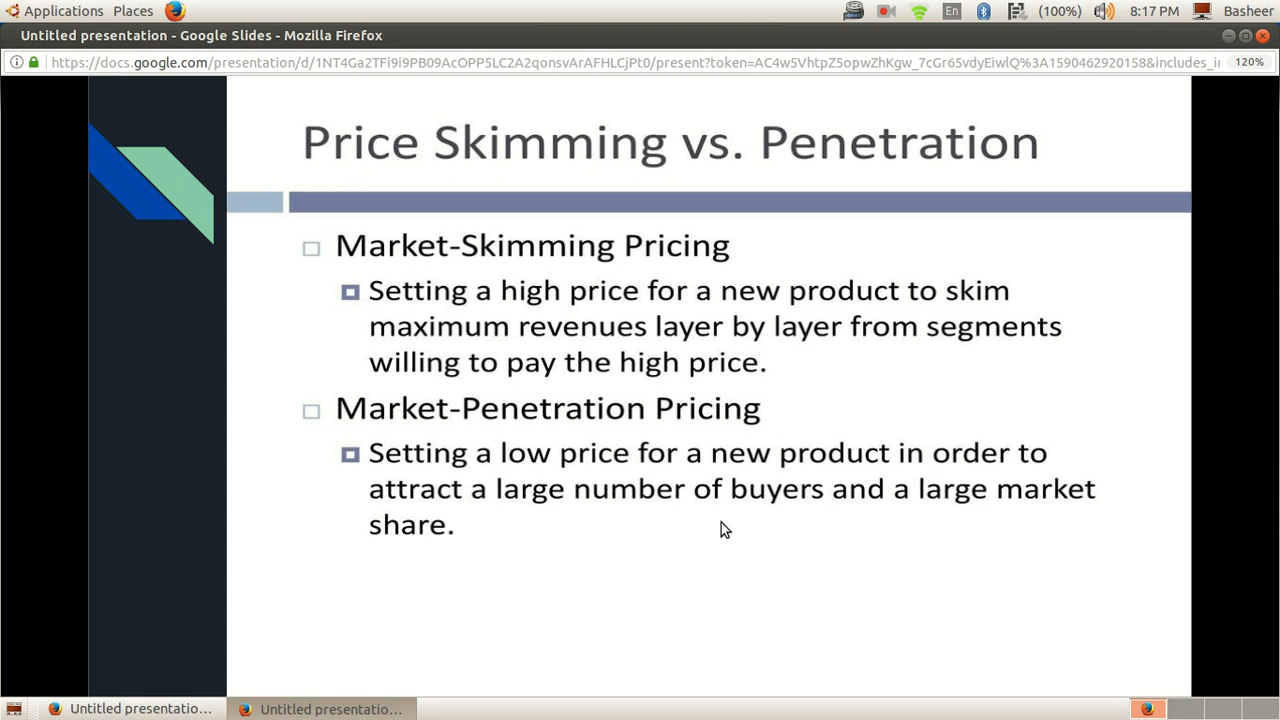 Applications Places
En
(100%)
8:17 PM
Basheer
Untitled presentation - Google Slides - Mozilla Firefox
https://docs.google.com/presentation/d/1NT4Ga2TFi9i9PB09AcOPP5LC2A2qonsvArAFHLCjPt0/present?token=AC4w5VhtpZ5opwZhKgw_7cGr65vdyEiwlQ%3A1590462920158&includes_i
120%
Price Skimming vs. Penetration
Market-Skimming Pricing
Setting a high price for a new product to skim
maximum revenues layer by layer from segments
willing to pay the high price.
Market-Penetration Pricing
Setting a low price for a new product in order to
attract a large number of buyers and a large market
share.
Untitled presentatio...
Untitled presentatio...